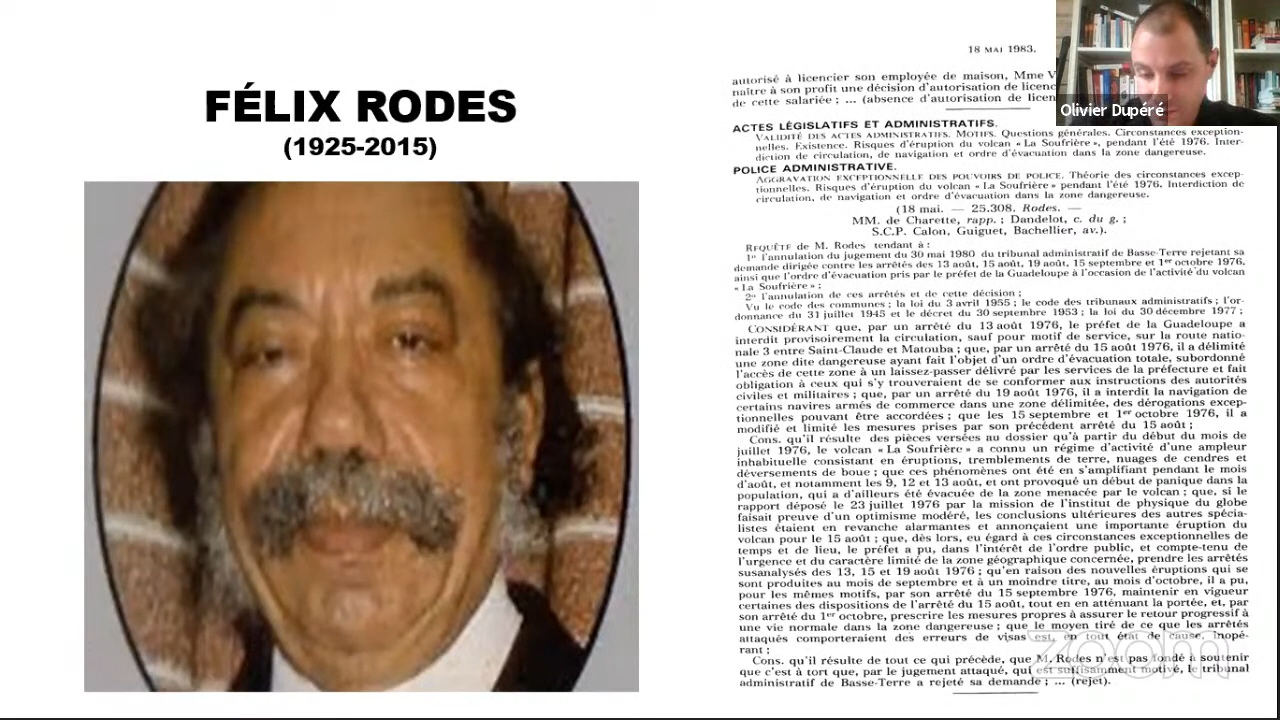 FÉLIX RODES
(1925-2015)
18 MAI 1983.
Olivier Dupéré
autorisé à licencier son employée de maison, Mme V
naître à son profit une décision d'autorisation de licenc
de cette salariée ; ... (absence d'autorisation de licen
ACTES LÉGISLATIFS ET ADMINISTRATIFS.
VALIDITÉ DES ACTES ADMINISTRATIFS. MOTIFS. Questions générales. Circonstances exception-
nelles. Existence. Risques d'éruption du volcan « La Soufrière », pendant l'été 1976. Inter-
diction de circulation, de navigation et ordre d'évacuation dans la zone dangereuse.
POLICE ADMINISTRATIVE.
AGGRAVATION EXCEPTIONNELLE DES POUVOIRS DE POLICE. Théorie des circonstances excep-
tionnelles. Risques d'éruption du volcan « La Soufrière » pendant l'été 1976. Interdiction de
circulation, de navigation et ordre d'évacuation dans la zone dangereuse.
(18 mai. — 25.308. Rodes. —
MM. de Charette, rapp. ; Dandelot, c. du g. ;
S.C.P. Calon, Guiguet, Bachellier, av.).
REQUÊTE de M. Rodes tendant à :
1° l'annulation du jugement du 30 mai 1980 du tribunal administratif de Basse-Terre rejetant sa
demande dirigée contre les arrêtés des 13 août, 15 août, 19 août, 15 septembre et 1er octobre 1976,
ainsi que l'ordre d'évacuation pris par le préfet de la Guadeloupe à l'occasion de l'activité du volcan
« La Soufrière » ;
2° l'annulation de ces arrêtés et de cette décision ;
Vu le code des communes ; la loi du 3 avril 1955 ; le code des tribunaux administratifs ; l'or-
donnance du 31 juillet 1945 et le décret du 30 septembre 1953 ; la loi du 30 décembre 1977 ;
CONSIDÉRANT que, par un arrêté du 13 août 1976, le préfet de la Guadeloupe a
interdit provisoirement la circulation, sauf pour motif de service, sur la route natio-
nale 3 entre Saint-Claude et Matouba ; que, par un arrêté du 15 août 1976, il a délimité
une zone dite dangereuse ayant fait l'objet d'un ordre d'évacuation totale, subordonné
l'accès de cette zone à un laissez-passer délivré par les services de la préfecture et fait
obligation à ceux qui s'y trouveraient de se conformer aux instructions des autorités
civiles et militaires ; que, par un arrêté du 19 août 1976, il a interdit la navigation de
certains navires armés de commerce dans une zone délimitée, des dérogations excep-
tionnelles pouvant être accordées ; que les 15 septembre et 1er octobre 1976, il a
modifié et limité les mesures prises par son précédent arrêté du 15 août ;
Cons. qu'il résulte des pièces versées au dossier qu'à partir du début du mois de
juillet 1976, le volcan « La Soufrière » a connu un régime d'activité d'une ampleur
inhabituelle consistant en éruptions, tremblements de terre, nuages de cendres et
déversements de boue ; que ces phénomènes ont été en s'amplifiant pendant le mois
d'août, et notamment les 9, 12 et 13 août, et ont provoqué un début de panique dans la
population, qui a d'ailleurs été évacuée de la zone menacée par le volcan ; que, si le
rapport déposé le 23 juillet 1976 par la mission de l'institut de physique du globe
faisait preuve d'un optimisme modéré, les conclusions ultérieures des autres spécia-
listes étaient en revanche alarmantes et annonçaient une importante éruption du
volcan pour le 15 août ; que, dès lors, eu égard à ces circonstances exceptionnelles de
temps et de lieu, le préfet a pu, dans l'intérêt de l'ordre public, et compte-tenu de
l'urgence et du caractère limité de la zone géographique concernée, prendre les arrêtés
susanalysés des 13, 15 et 19 août 1976 ; qu'en raison des nouvelles éruptions qui se
sont produites au mois de septembre et à un moindre titre, au mois d'octobre, il a pu,
pour les mêmes motifs, par son arrêté du 15 septembre 1976, maintenir en vigueur
certaines des dispositions de l'arrêté du 15 août, tout en en atténuant la portée, et, par
son arrêté du 1er octobre, prescrire les mesures propres à assurer le retour progressif à
une vie normale dans la zone dangereuse ; que le moyen tiré de ce que les arrêtés
attaqués comporteraient des erreurs de visas est, en tout état de cause, inopé-
rant ;
Cons. qu'il résulte de tout ce qui précède, que M. Rodes n'est pas fondé à soutenir
que c'est à tort que, par le jugement attaqué, qui est suffisamment motivé, le tribunal
administratif de Basse-Terre a rejeté sa demande ; ... (rejet).
zoom